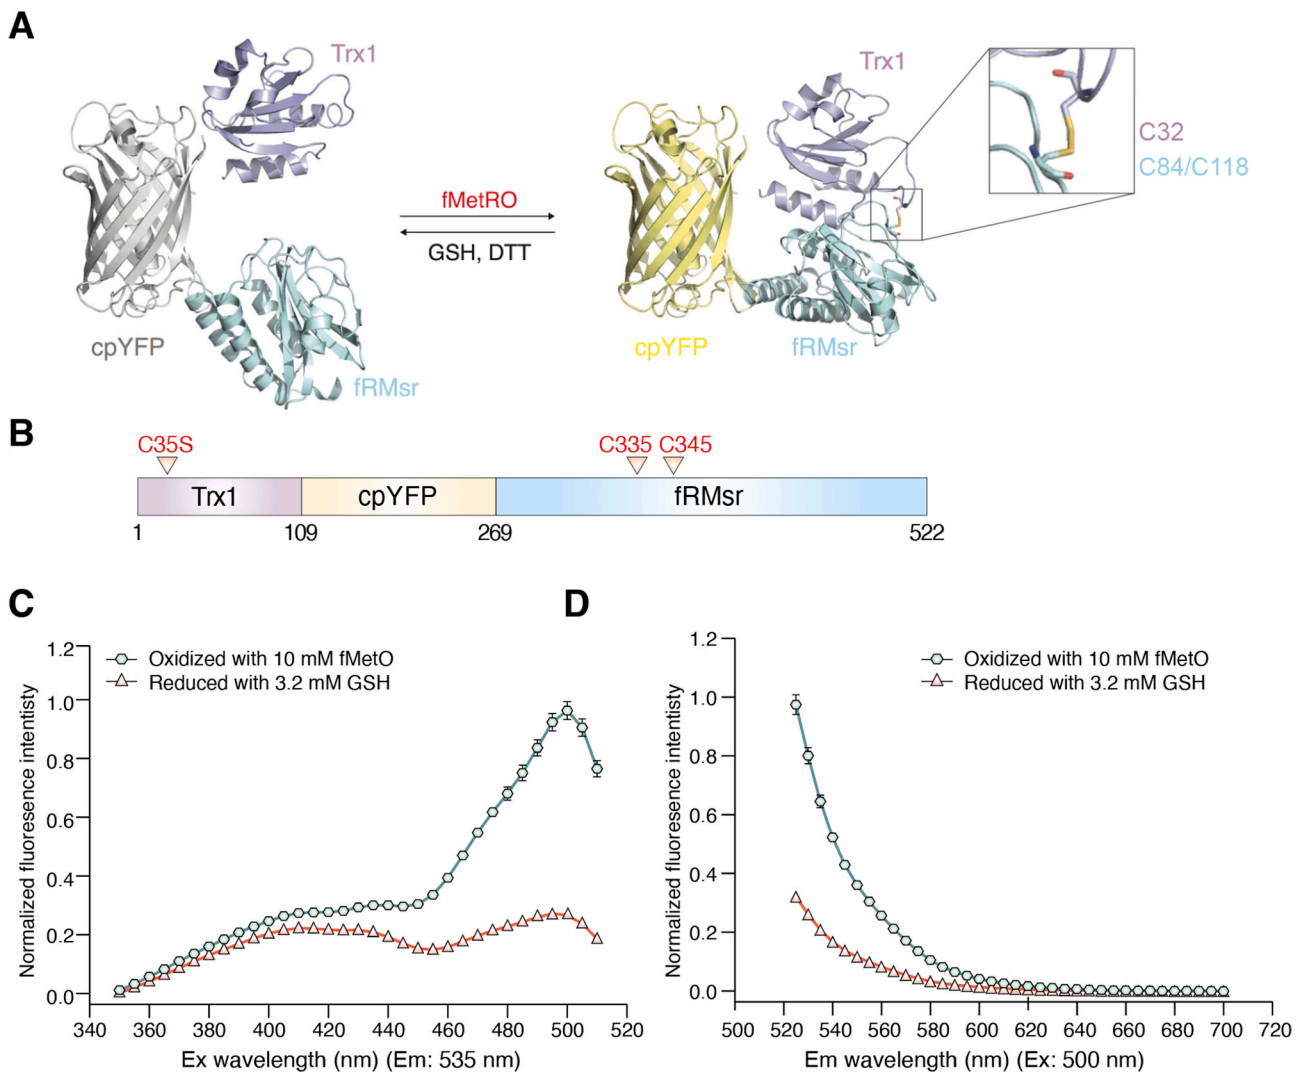 A
Trx1
cpYFP
fRMsr
fMetRO
GSH, DTT
Trx1
cpYFP
fRMsr
C32
C84/C118
B
C35S
C335 C345
Trx1 cpYFP fRMsr
1 109 269 522
C
1.2
1.0
0.8
0.6
0.4
0.2
0.0
Normalized fluoresence intentisty
Oxidized with 10 mM fMetO
Reduced with 3.2 mM GSH
340 360 380 400 420 440 460 480 500 520
Ex wavelength (nm) (Em: 535 nm)
D
1.2
1.0
0.8
0.6
0.4
0.2
0.0
Normalized fluoresence intentisty
Oxidized with 10 mM fMetO
Reduced with 3.2 mM GSH
500 520 540 560 580 600 620 640 660 680 700 720
Em wavelength (nm) (Ex: 500 nm)